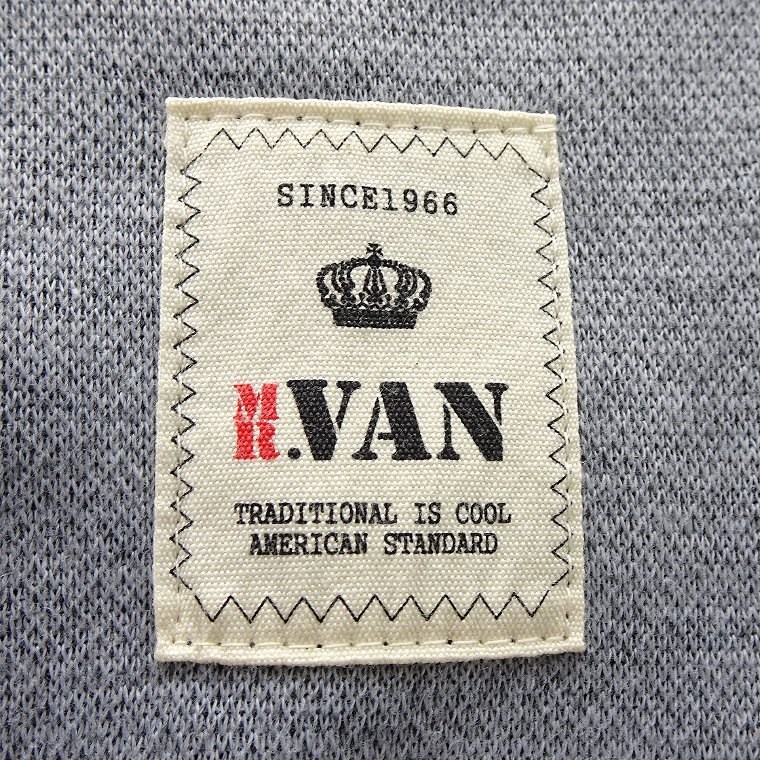 SINCE1966
MR.VAN
TRADITIONAL IS COOL
AMERICAN STANDARD